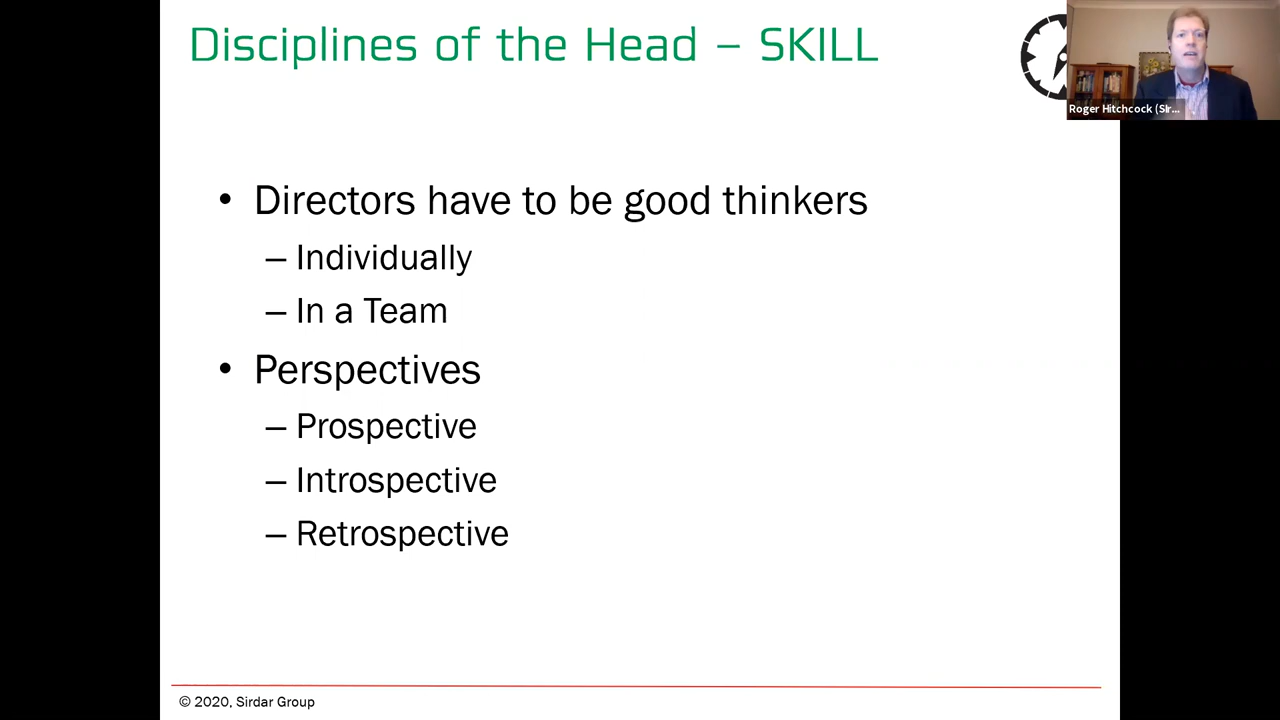 Disciplines of the Head – SKILL
Roger Hitchcock (Sir...
• Directors have to be good thinkers
– Individually
– In a Team
• Perspectives
– Prospective
– Introspective
– Retrospective
© 2020, Sirdar Group